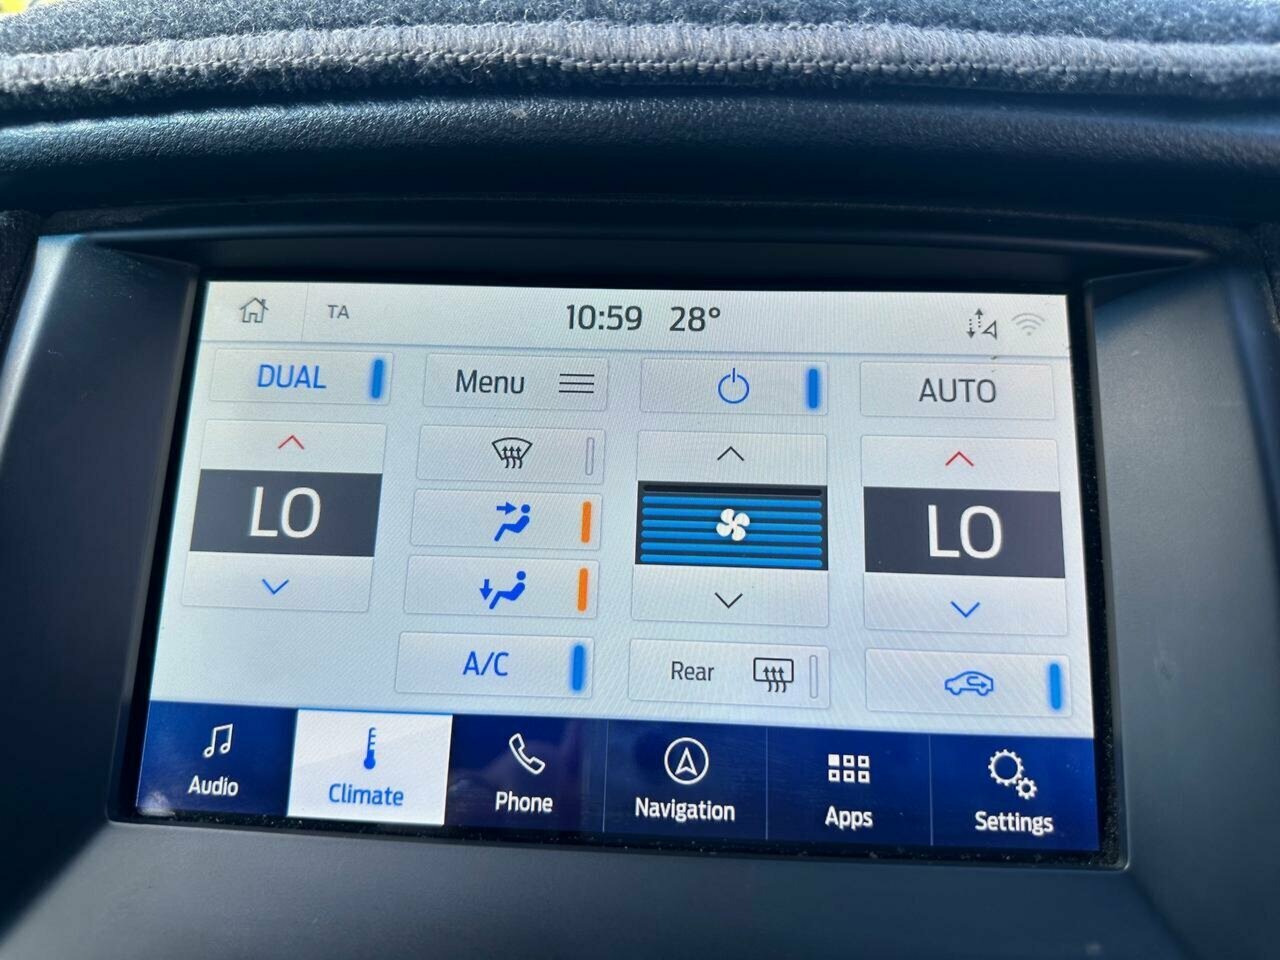 TA
10:59 28°
DUAL
Menu
AUTO
LO
LO
A/C
Rear
Audio
Climate
Phone
Navigation
Apps
Settings